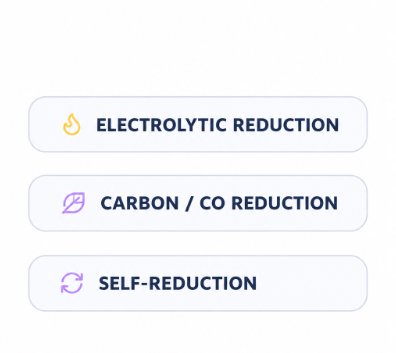 ELECTROLYTIC REDUCTION
CARBON / CO REDUCTION
SELF-REDUCTION